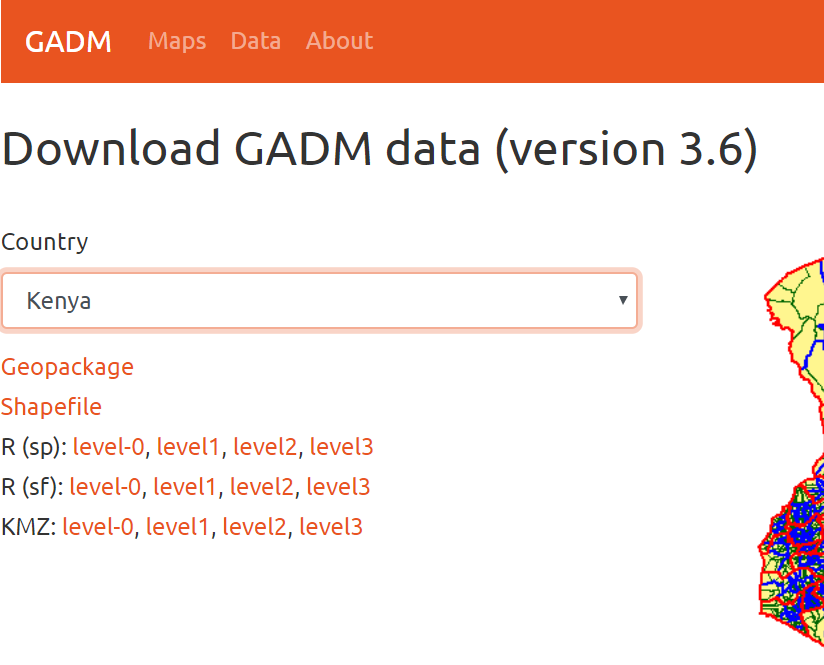 GADM Maps Data About
Download GADM data (version 3.6)
Country
Kenya
Geopackage
Shapefile
R (sp): level-0, level1, level2, level3
R (sf): level-0, level1, level2, level3
KMZ: level-0, level1, level2, level3